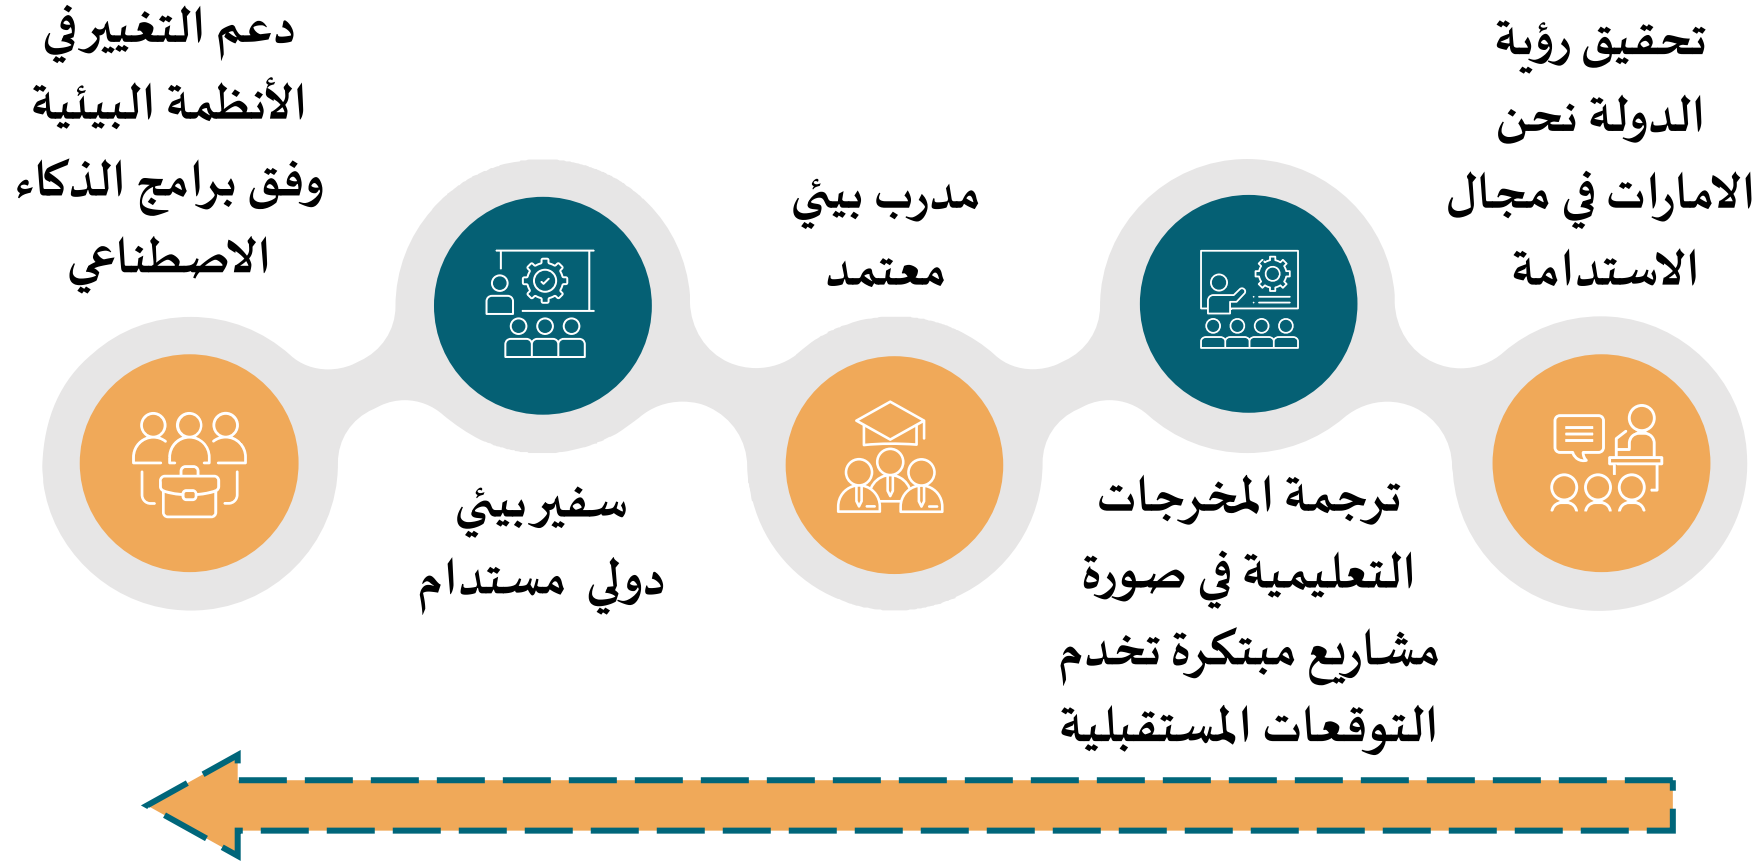 تحقيق رؤية
الدولة نحن
الامارات في مجال
الاستدامة
ترجمة المخرجات
التعليمية في صورة
مشاريع مبتكرة تخدم
التوقعات المستقبلية
مدرب بيئي
معتمد
سفير بيئي
دولي مستدام
دعم التغيير في
الأنظمة البيئية
وفق برامج الذكاء
الاصطناعي